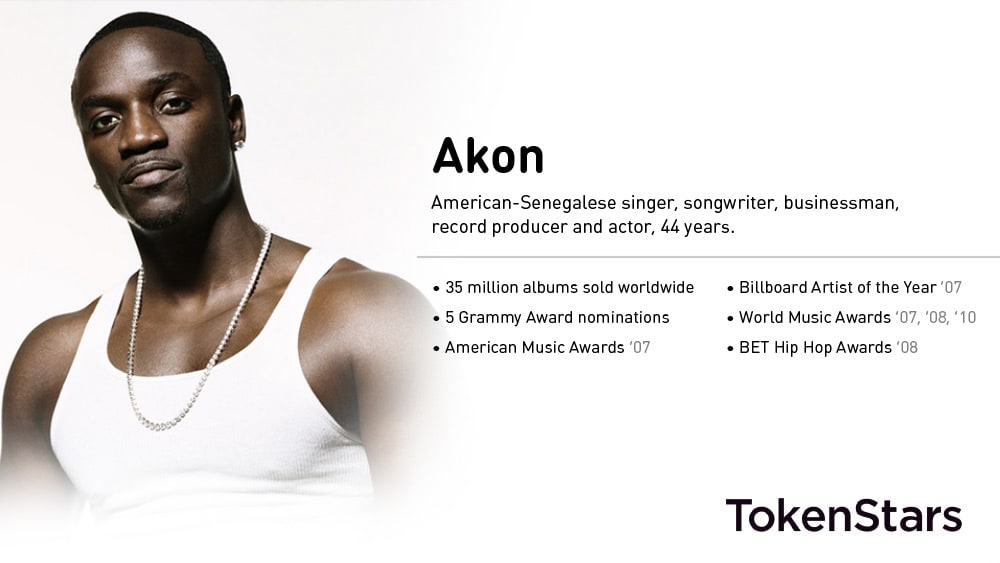 Akon
American-Senegalese singer, songwriter, businessman,
record producer and actor, 44 years.
• 35 million albums sold worldwide
• 5 Grammy Award nominations
• American Music Awards ‘07
• Billboard Artist of the Year ‘07
• World Music Awards ‘07, ‘08, ‘10
• BET Hip Hop Awards ‘08
TokenStars